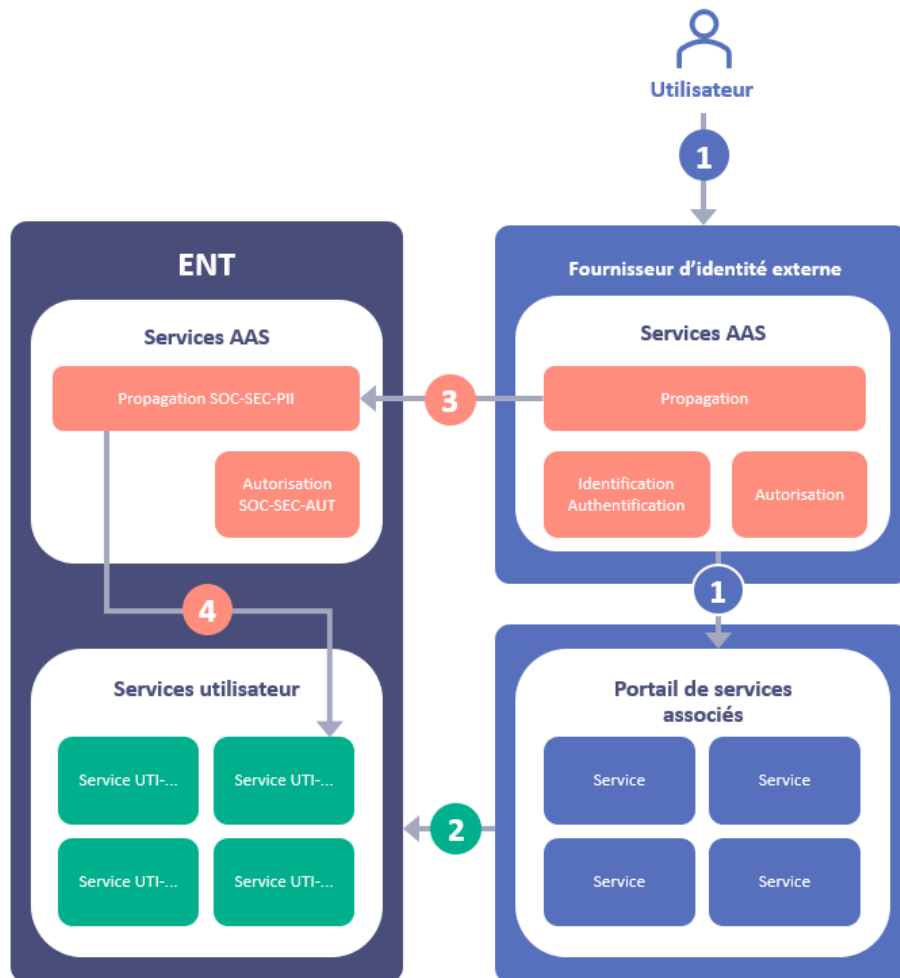 Utilisateur
1
ENT
Services AAS
Propagation SOC-SEC-PII
Autorisation
SOC-SEC-AUT
3
Fournisseur d’identité externe
Services AAS
Propagation
Identification
Authentification
Autorisation
4
1
Services utilisateur
Service UTI-...
Service UTI-...
Service UTI-...
Service UTI-...
2
Portail de services
associés
Service
Service
Service
Service